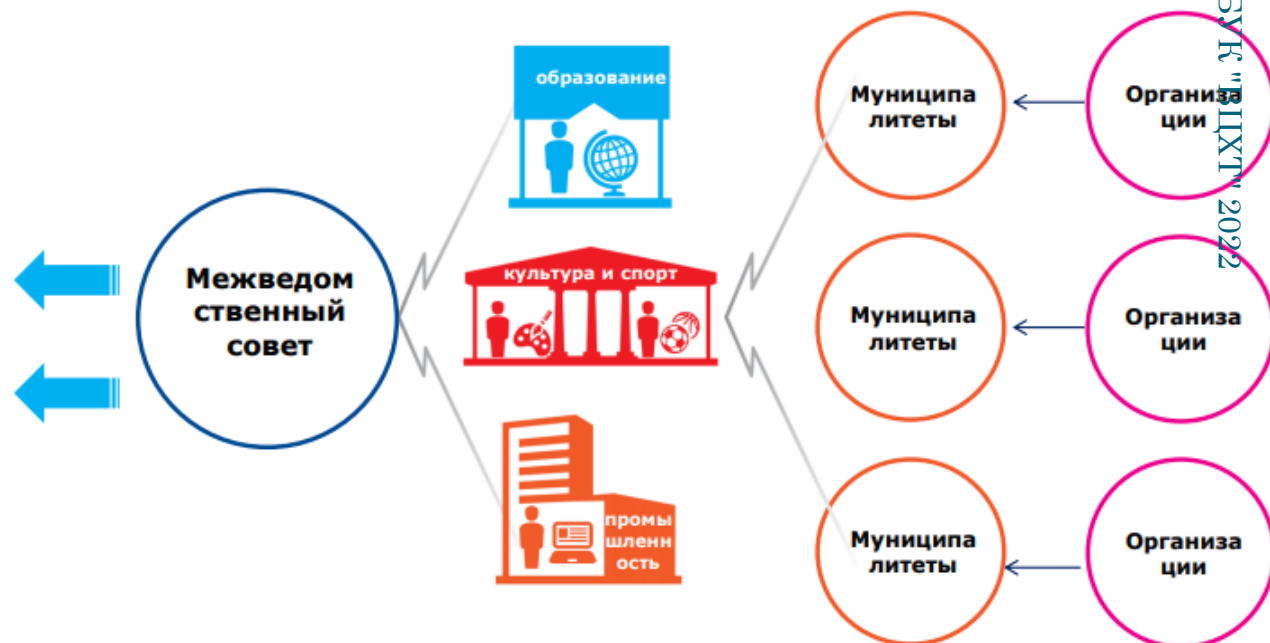 образование
Муниципа
литеты
Организа
ции
Межведом
ственный
совет
культура и спорт
Муниципа
литеты
Организа
ции
промы
шленн
ость
Муниципа
литеты
Организа
ции
БУК "ВЦХТ" 2022